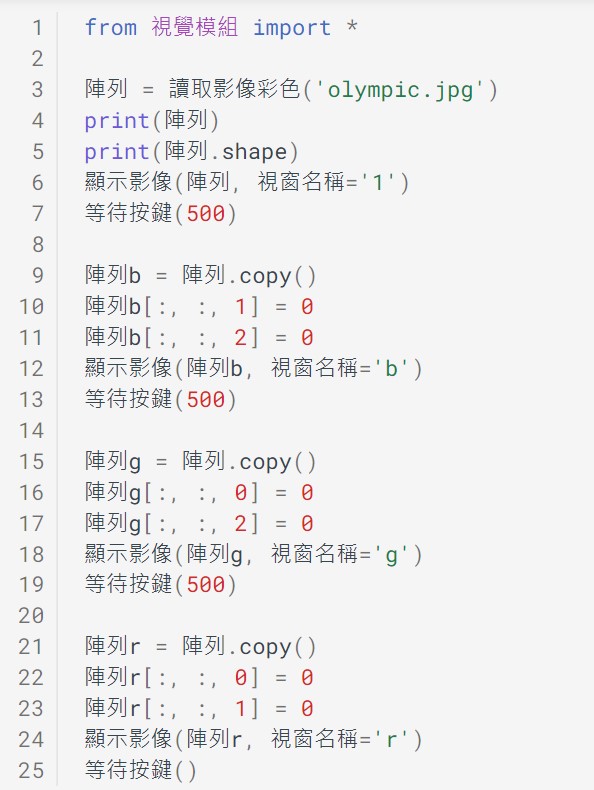 1 from 視覺模組 import *
2
3 陣列 = 讀取影像彩色('olympic.jpg')
4 print(陣列)
5 print(陣列.shape)
6 顯示影像(陣列, 視窗名稱='1')
7 等待按鍵(500)
8
9 陣列b = 陣列.copy()
10 陣列b[:, :, 1] = 0
11 陣列b[:, :, 2] = 0
12 顯示影像(陣列b, 視窗名稱='b')
13 等待按鍵(500)
14
15 陣列g = 陣列.copy()
16 陣列g[:, :, 0] = 0
17 陣列g[:, :, 2] = 0
18 顯示影像(陣列g, 視窗名稱='g')
19 等待按鍵(500)
20
21 陣列r = 陣列.copy()
22 陣列r[:, :, 0] = 0
23 陣列r[:, :, 1] = 0
24 顯示影像(陣列r, 視窗名稱='r')
25 等待按鍵()